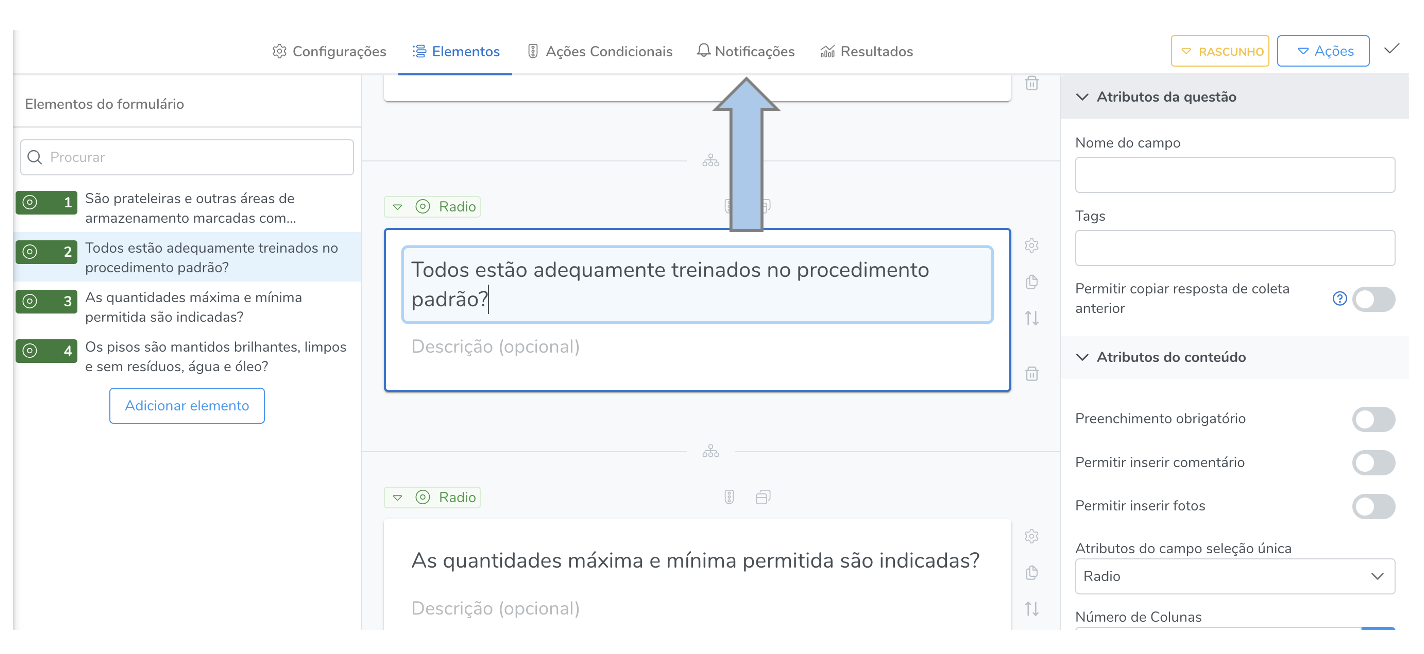 Configurações
Elementos
Ações Condicionais
Notificações
Resultados
RASCUNHO
Ações
Elementos do formulário
Procurar
1
São prateleiras e outras áreas de
armazenamento marcadas com...
2
Todos estão adequamente treinados no
procedimento padrão?
3
As quantidades máxima e mínima
permitida são indicadas?
4
Os pisos são mantidos brilhantes, limpos
e sem resíduos, água e óleo?
Adicionar elemento
Radio
Todos estão adequamente treinados no procedimento
padrão?
Descrição (opcional)
Radio
As quantidades máxima e mínima permitida são indicadas?
Descrição (opcional)
Atributos da questão
Nome do campo
Tags
Permitir copiar resposta de coleta
anterior
?
Atributos do conteúdo
Preenchimento obrigatório
Permitir inserir comentário
Permitir inserir fotos
Atributos do campo seleção única
Radio
Número de Colunas